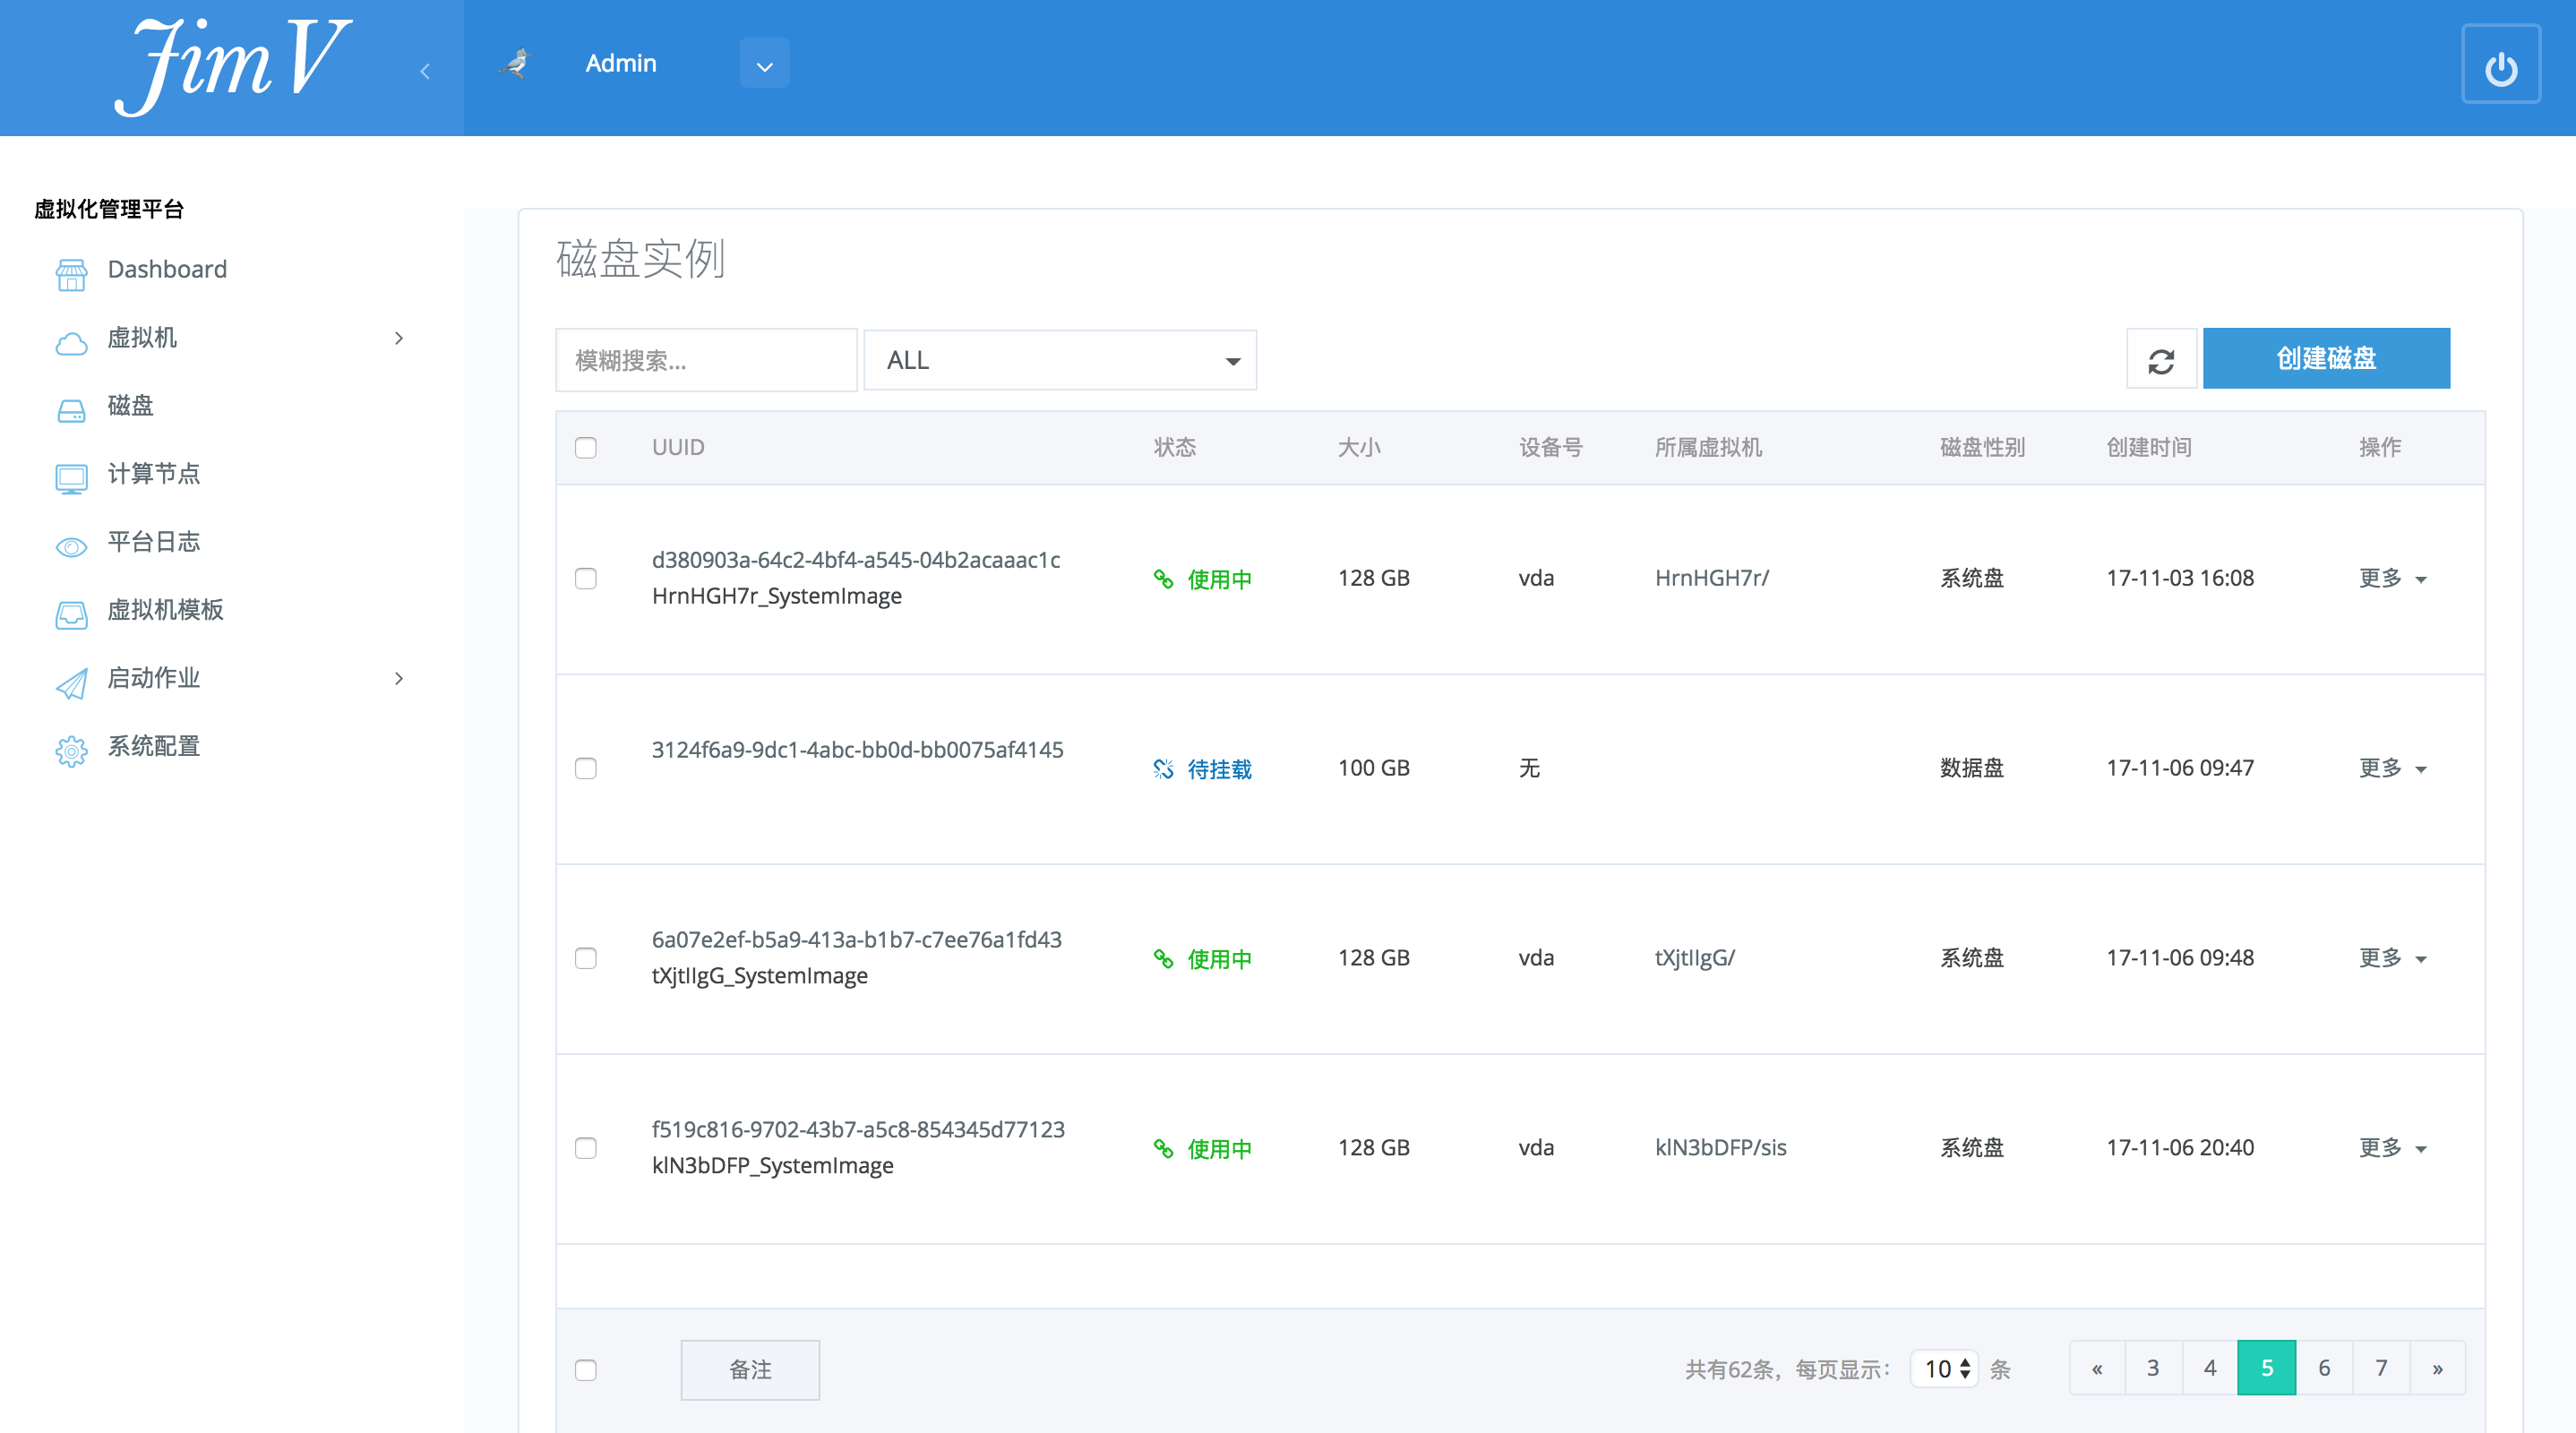 JimV
Admin
虚拟化管理平台
Dashboard
虚拟机
磁盘
计算节点
平台日志
虚拟机模板
启动作业
系统配置
磁盘实例
模糊搜索...
ALL
创建磁盘
UUID 状态 大小 设备号 所属虚拟机 磁盘性别 创建时间 操作
d380903a-64c2-4bf4-a545-04b2acaaac1c
HrnHGH7r_SystemImage
使用中 128 GB vda HrnHGH7r/ 系统盘 17-11-03 16:08 更多
3124f6a9-9dc1-4abc-bb0d-bb0075af4145
待挂载 100 GB 无 数据盘 17-11-06 09:47 更多
6a07e2ef-b5a9-413a-b1b7-c7ee76a1fd43
tXjtIlgG_SystemImage
使用中 128 GB vda tXjtIlgG/ 系统盘 17-11-06 09:48 更多
f519c816-9702-43b7-a5c8-854345d77123
klN3bDFP_SystemImage
使用中 128 GB vda klN3bDFP/sis 系统盘 17-11-06 20:40 更多
备注
共有62条，每页显示： 10 条
« 3 4 5 6 7 »